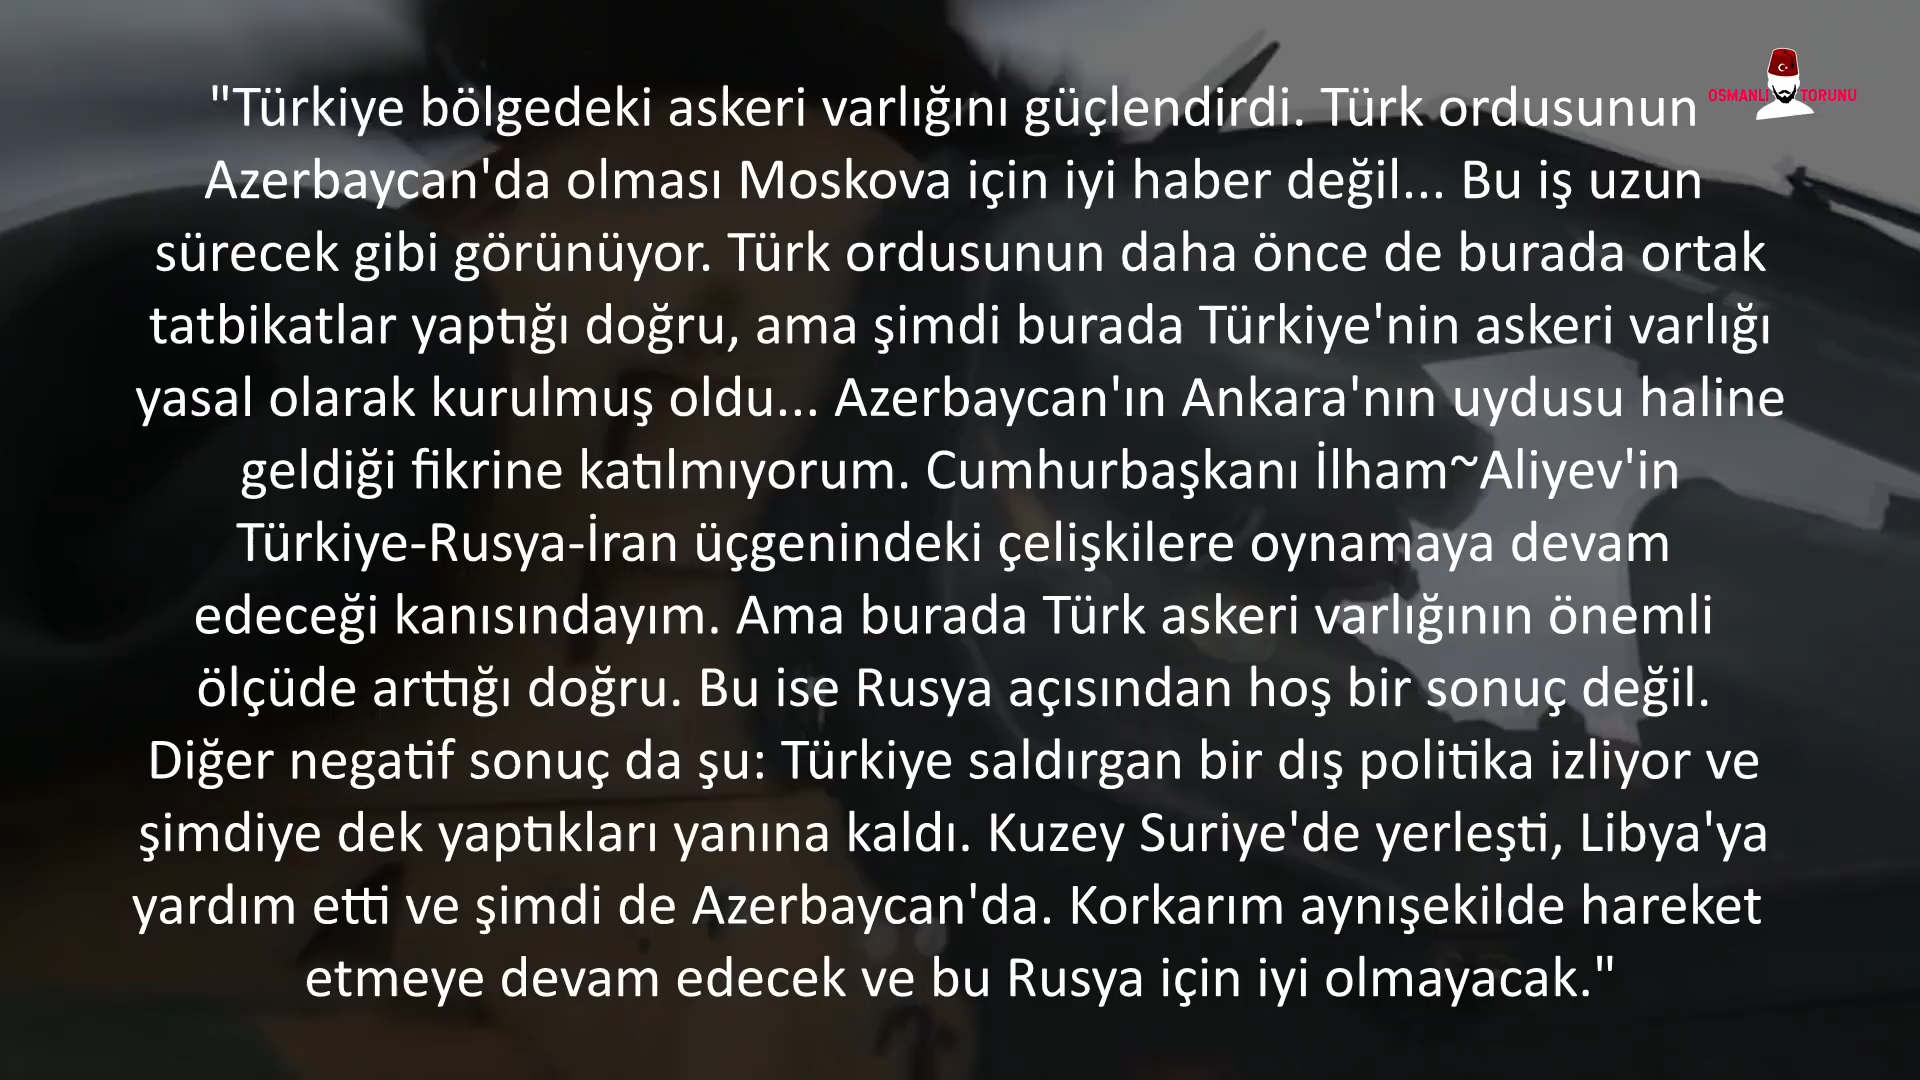 "Türkiye bölgedeki askeri varlığını güçlendirdi. Türk ordusunun
OSMANLI TORUNU
Azerbaycan'da olması Moskova için iyi haber değil... Bu iş uzun
sürecek gibi görünüyor. Türk ordusunun daha önce de burada ortak
tatbikatlar yaptığı doğru, ama şimdi burada Türkiye'nin askeri varlığı
yasal olarak kurulmuş oldu... Azerbaycan'ın Ankara'nın uydusu haline
geldiği fikrine katılmıyorum. Cumhurbaşkanı İlham~Aliyev'in
Türkiye-Rusya-İran üçgenindeki çelişkilere oynamaya devam
edeceği kanısındayım. Ama burada Türk askeri varlığının önemli
ölçüde arttığı doğru. Bu ise Rusya açısından hoş bir sonuç değil.
Diğer negatif sonuç da şu: Türkiye saldırgan bir dış politika izliyor ve
şimdiye dek yaptıkları yanına kaldı. Kuzey Suriye'de yerleşti, Libya'ya
yardım etti ve şimdi de Azerbaycan'da. Korkarım aynışekilde hareket
etmeye devam edecek ve bu Rusya için iyi olmayacak."